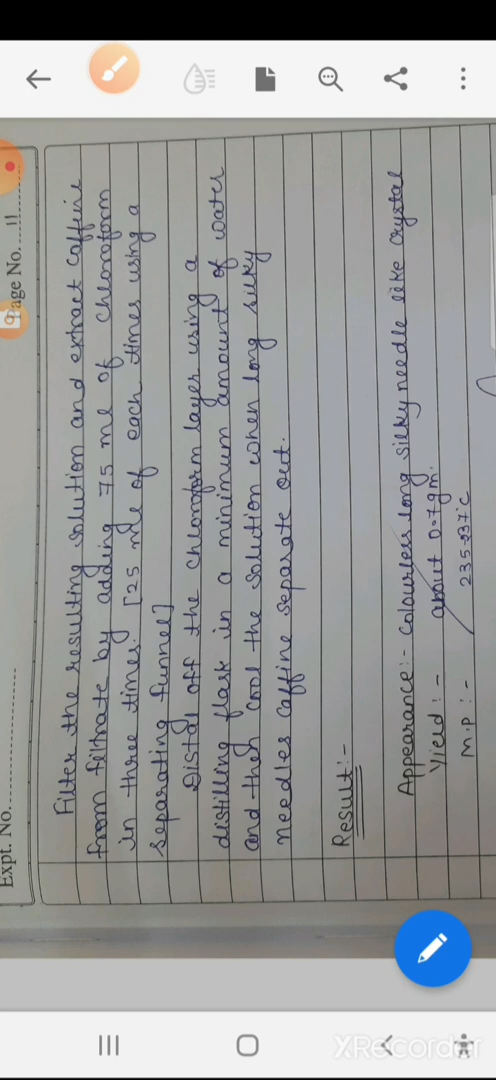 Expt. No.
Page No. 11
Filter the resulting solution and extract caffeine
from filtrate by adding 75 ml of chloroform
in three times. [25 ml of each times using a
separating funnel]
Distal off the chloroform layer using a
distilling flask in a minimum amount of water
and then cool the solution when long silky
needles caffine separate out.
Result:-
Appearance:- Colourless long silky needle like crystal
Yield:- about 0.7gm.
M.P:- 235-237°C
XRecorder